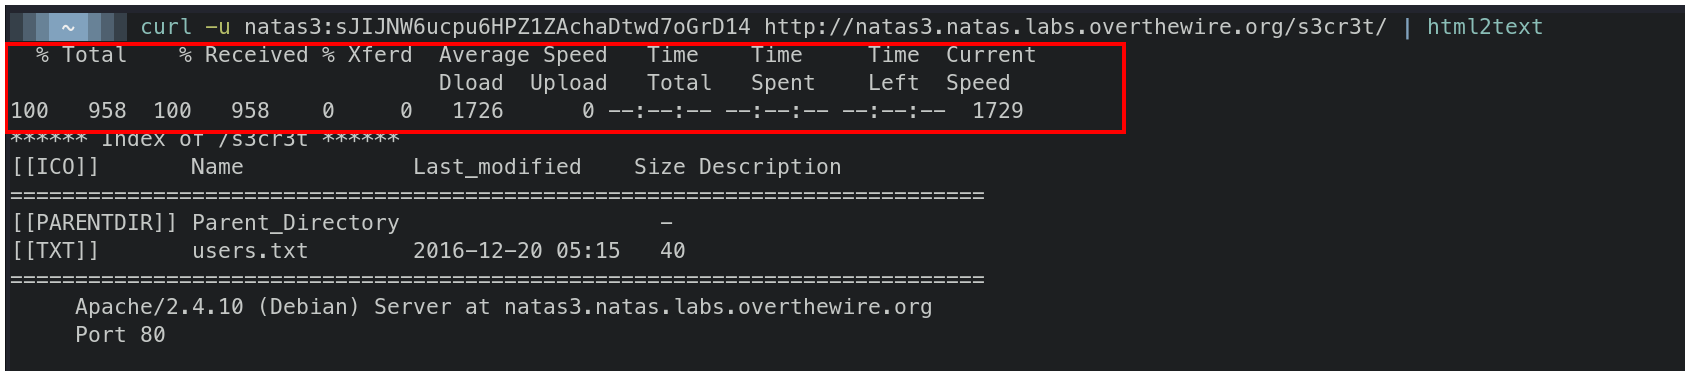 ~ curl -u natas3:sJIJNW6ucpu6HPZ1ZAchaDtwd7oGrD14 http://natas3.natas.labs.overthewire.org/s3cr3t/ | html2text
% Total % Received % Xferd Average Speed Time Time Time Current
Dload Upload Total Spent Left Speed
100 958 100 958 0 0 1726 0 --:--:-- --:--:-- --:--:-- 1729
****** Index of /s3cr3t ******
[[ICO]] Name Last_modified Size Description
===========================================================================
[[PARENTDIR]] Parent_Directory -
[[TXT]] users.txt 2016-12-20 05:15 40
===========================================================================
Apache/2.4.10 (Debian) Server at natas3.natas.labs.overthewire.org
Port 80